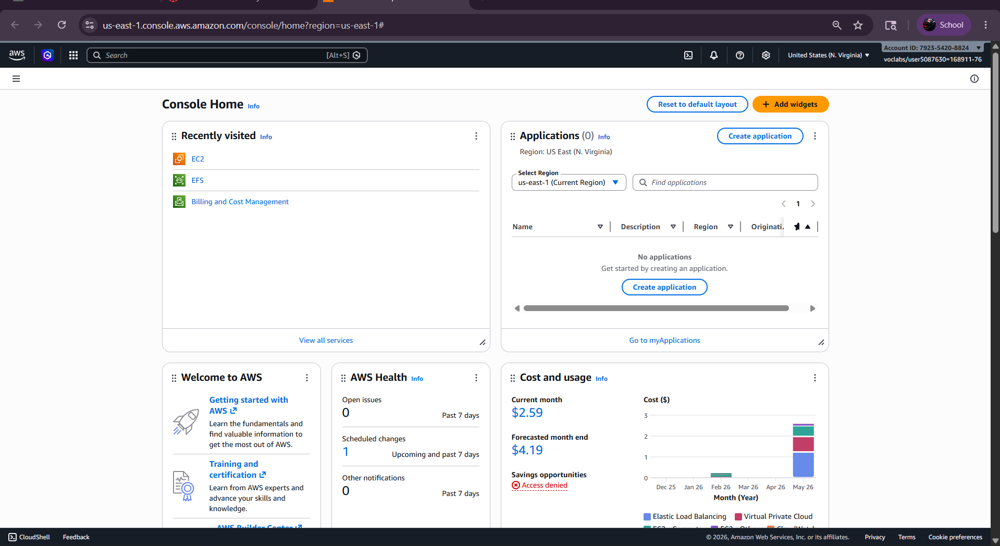 us-east-1.console.aws.amazon.com/console/home?region=us-east-1#
School
aws
Search
[Alt+S]
United States (N. Virginia)
Account ID: 7923-5420-8824
voclabs/user5087630=168911-76
Console Home Info
Reset to default layout
Add widgets
Recently visited Info
EC2
EFS
Billing and Cost Management
View all services
Applications (0) Info
Create application
Region: US East (N. Virginia)
Select Region
us-east-1 (Current Region)
Find applications
1
Name Description Region Originati.
No applications
Get started by creating an application.
Create application
Go to myApplications
Welcome to AWS
Getting started with
AWS
Learn the fundamentals and
find valuable information to
get the most out of AWS.
Training and
certification
Learn from AWS experts and
advance your skills and
knowledge.
AWS Builder Center
AWS Health Info
Open issues
0 Past 7 days
Scheduled changes
1 Upcoming and past 7 days
Other notifications
0 Past 7 days
Cost and usage Info
Current month
$2.59
Forecasted month end
$4.19
Savings opportunities
Access denied
Cost ($)
3
2
1
0
Dec 25 Jan 26 Feb 26 Mar 26 Apr 26 May 26
Month (Year)
Elastic Load Balancing Virtual Private Cloud
CloudShell Feedback
© 2026, Amazon Web Services, Inc. or its affiliates. Privacy Terms Cookie preferences